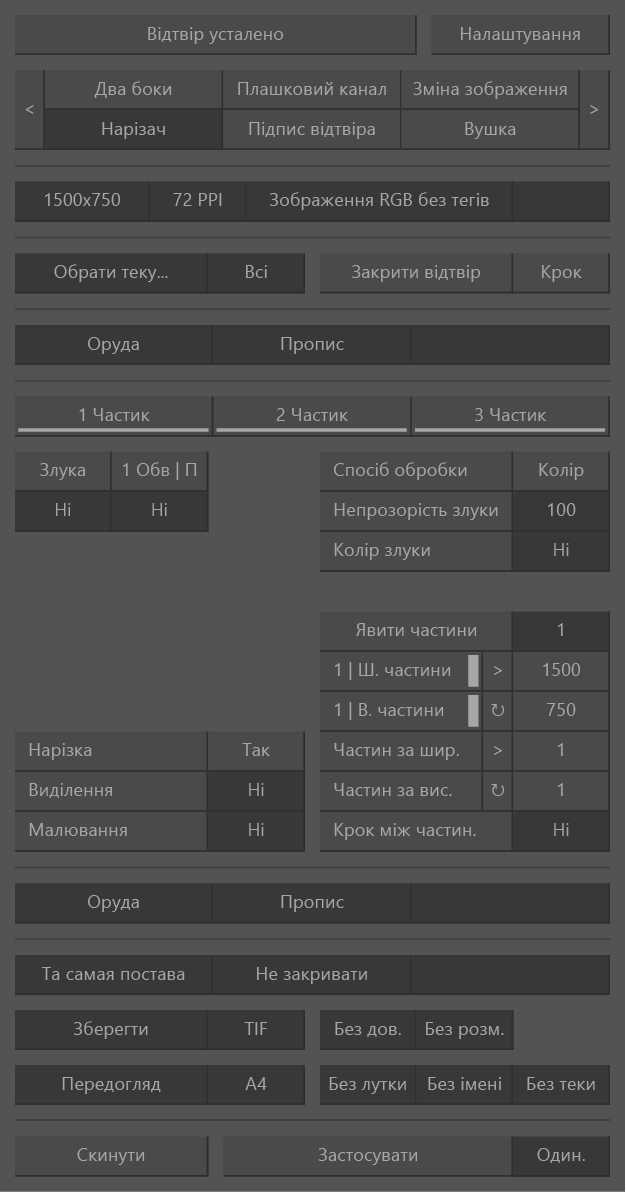 Відтвір усталено Налаштування
< Два боки Плашковий канал Зміна зображення >
Нарізач Підпис відтвіра Вушка
1500x750 72 PPI Зображення RGB без тегів
Обрати теку... Всі Закрити відтвір Крок
Оруда Пропис
1 Частик 2 Частик 3 Частик
Злука 1 Обв | П Спосіб обробки Колір
Ні Ні Непрозорість злуки 100
Колір злуки Ні
Явити частини 1
1 | Ш. частини > 1500
1 | В. частини ↻ 750
Нарізка Так Частин за шир. > 1
Виділення Ні Частин за вис. ↻ 1
Малювання Ні Крок між частин. Ні
Оруда Пропис
Та самая постава Не закривати
Зберегти TIF Без дов. Без розм.
Передогляд A4 Без лутки Без імені Без теки
Скинути Застосувати Один.